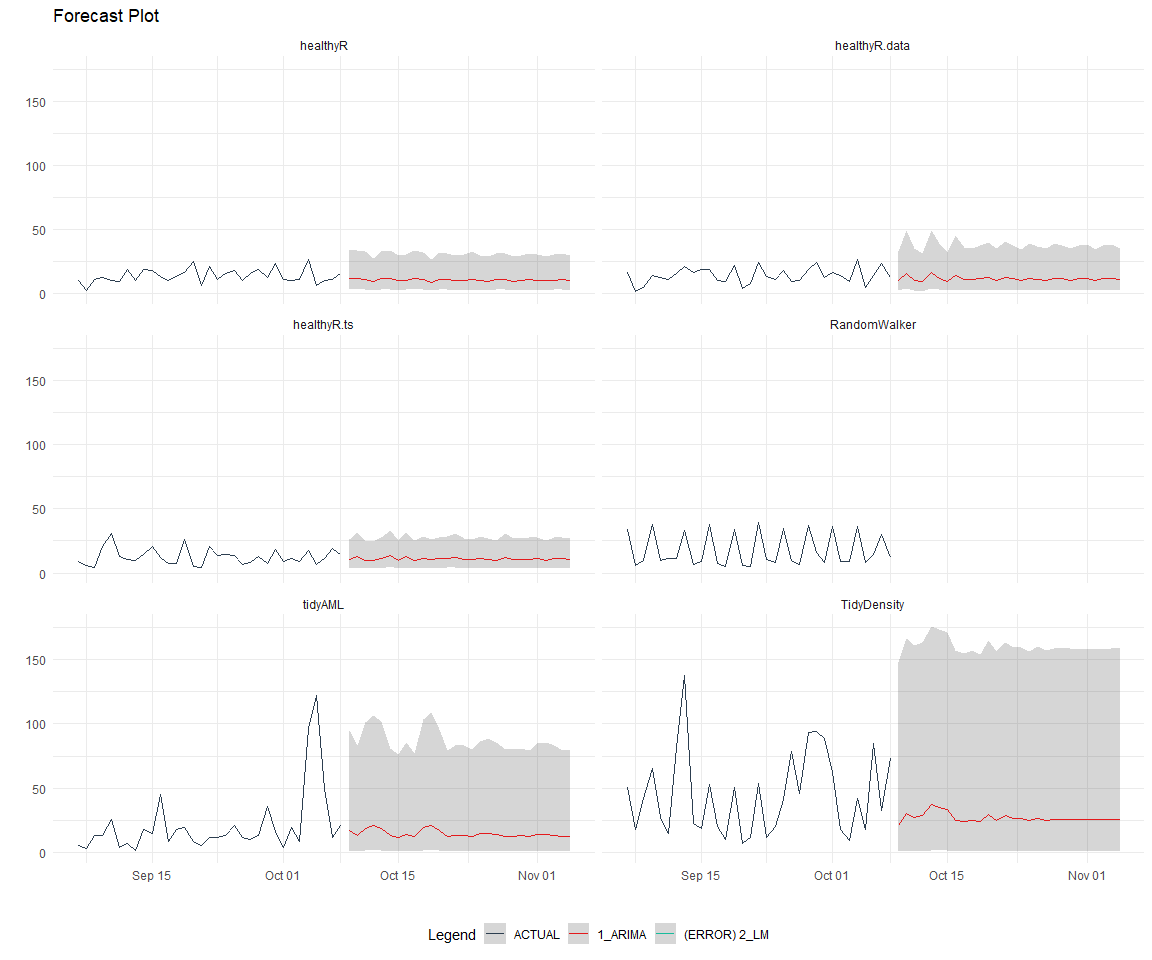 Forecast Plot
healthyR
healthyR.data
150
100
50
0
healthyR.ts
RandomWalker
150
100
50
0
tidyAML
TidyDensity
150
100
50
0
Sep 15
Oct 01
Oct 15
Nov 01
Sep 15
Oct 01
Oct 15
Nov 01
Legend
ACTUAL
1_ARIMA
(ERROR) 2_LM